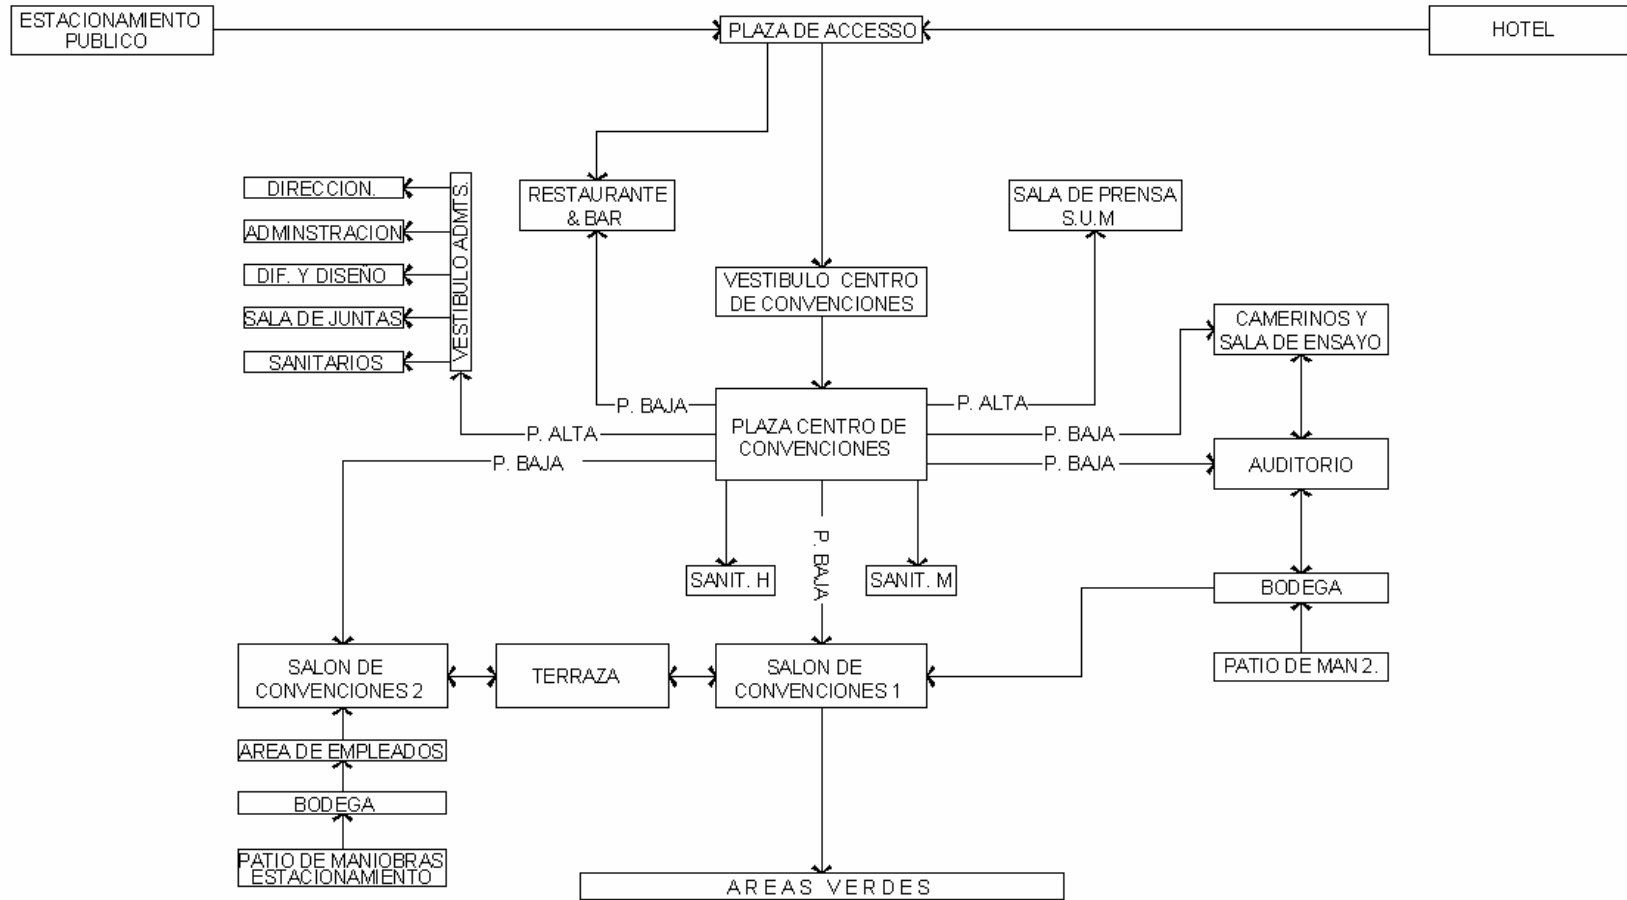 ESTACIONAMIENTO
PUBLICO
PLAZA DE ACCESSO
HOTEL
DIRECCION.
ADMINSTRACION
DIF. Y DISEÑO
SALA DE JUNTAS
SANITARIOS
VESTIBULO ADMTS.
RESTAURANTE
& BAR
SALA DE PRENSA
S.U.M
VESTIBULO CENTRO
DE CONVENCIONES
CAMERINOS Y
SALA DE ENSAYO
P. BAJA
P. ALTA
P. BAJA
PLAZA CENTRO DE
CONVENCIONES
P. ALTA
P. BAJA
P. BAJA
AUDITORIO
SANIT. H
P. BAJA
SANIT. M
BODEGA
SALON DE
CONVENCIONES 2
TERRAZA
SALON DE
CONVENCIONES 1
PATIO DE MAN 2.
AREA DE EMPLEADOS
BODEGA
PATIO DE MANIOBRAS
ESTACIONAMIENTO
AREAS VERDES